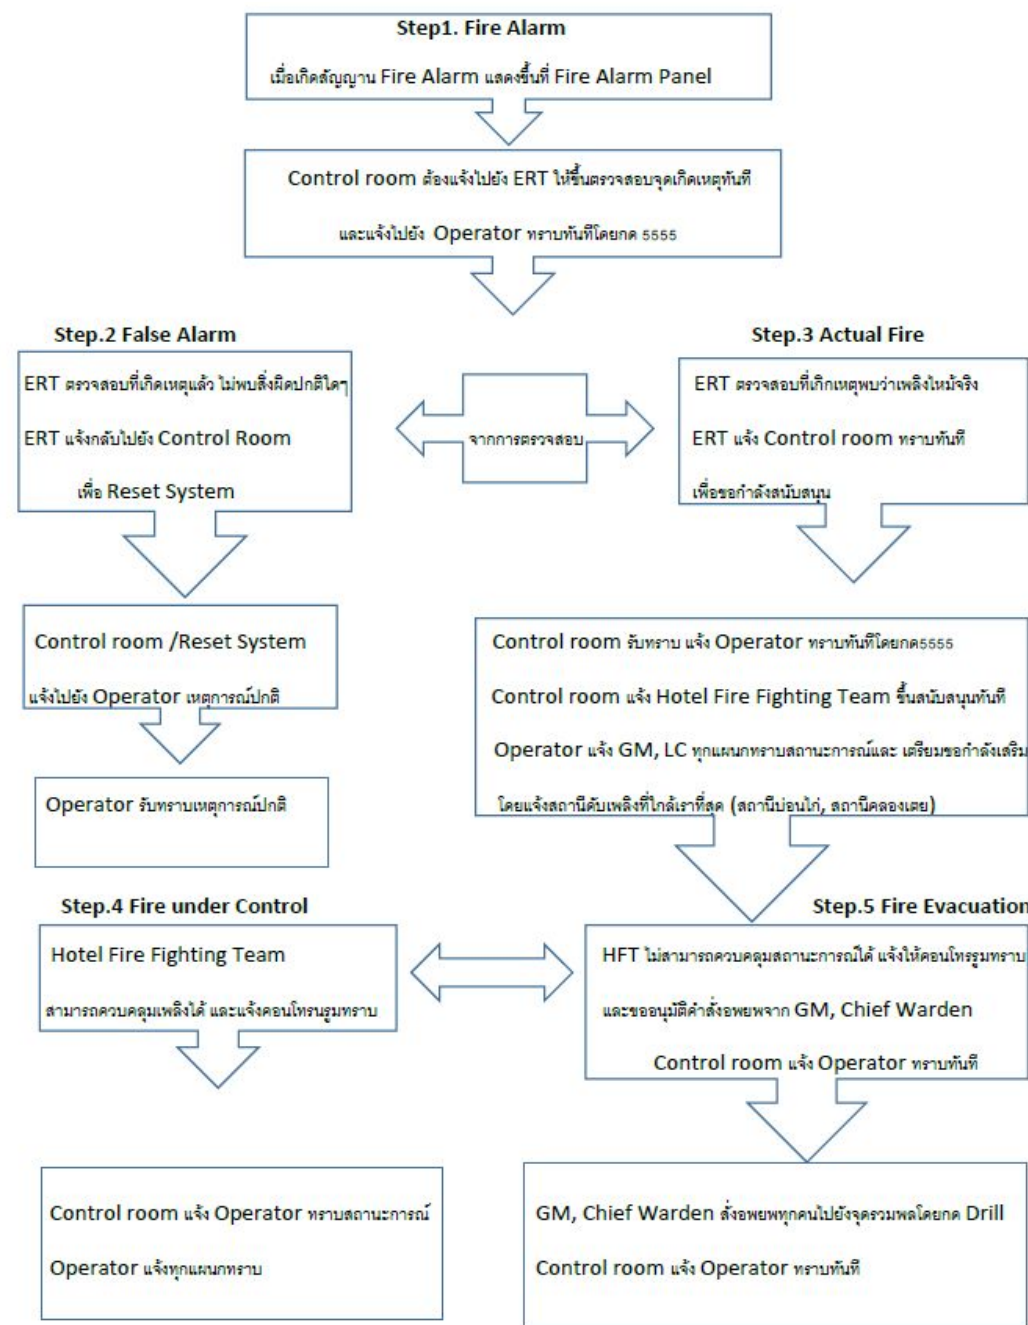 Step1. Fire Alarm
เมื่อเกิดสัญญาน Fire Alarm แสดงขึ้นที่ Fire Alarm Panel
Control room ต้องแจ้งไปยัง ERT ให้ขึ้นตรวจสอบจุดเกิดเหตุทันที
และแจ้งไปยัง Operator ทราบทันทีโดยกด 5555
Step.2 False Alarm
ERT ตรวจสอบที่เกิดเหตุแล้ว ไม่พบสิ่งผิดปกติใดๆ
ERT แจ้งกลับไปยัง Control Room
เพื่อ Reset System
จากการตรวจสอบ
Step.3 Actual Fire
ERT ตรวจสอบที่เกิกเหตุพบว่าเพลิงไหม้จริง
ERT แจ้ง Control room ทราบทันที
เพื่อขอกำลังสนับสนุน
Control room /Reset System
แจ้งไปยัง Operator เหตุการณ์ปกติ
Operator รับทราบเหตุการณ์ปกติ
Control room รับทราบ แจ้ง Operator ทราบทันทีโดยกด5555
Control room แจ้ง Hotel Fire Fighting Team ขึ้นสนับสนุนทันที
Operator แจ้ง GM, LC ทุกแผนกทราบสถานะการณ์และ เตรียมขอกำลังเสริม
โดยแจ้งสถานีดับเพลิงที่ใกล้เราที่สุด (สถานีบ่อนไก่, สถานีคลองเตย)
Step.4 Fire under Control
Hotel Fire Fighting Team
สามารถควบคลุมเพลิงได้ และแจ้งคอนโทรนรูมทราบ
Step.5 Fire Evacuation
HFT ไม่สามารถควบคลุมสถานะการณ์ได้ แจ้งให้คอนโทรรูมทราบ
และขออนุมัติคำสั่งอพยพจาก GM, Chief Warden
Control room แจ้ง Operator ทราบทันที
Control room แจ้ง Operator ทราบสถานะการณ์
Operator แจ้งทุกแผนกทราบ
GM, Chief Warden สั่งอพยพทุกคนไปยังจุดรวมพลโดยกด Drill
Control room แจ้ง Operator ทราบทันที